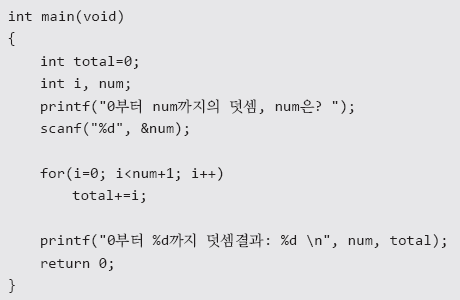 int main(void)
{
    int total=0;
    int i, num;
    printf("0부터 num까지의 덧셈, num은? ");
    scanf("%d", &num);

    for(i=0; i<num+1; i++)
        total+=i;

    printf("0부터 %d까지 덧셈결과: %d \n", num, total);
    return 0;
}